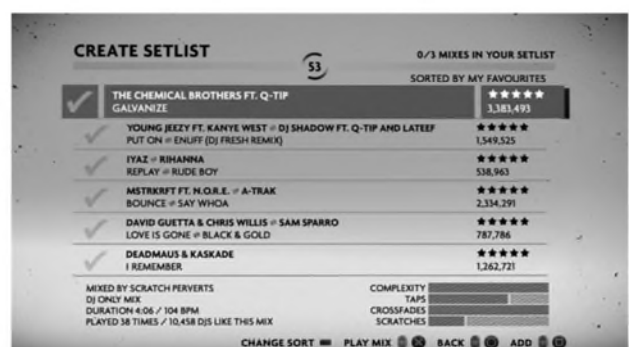 CREATE SETLIST
53
0/3 MIXES IN YOUR SETLIST
SORTED BY MY FAVOURITES
THE CHEMICAL BROTHERS FT. Q-TIP
GALVANIZE
3,383,493
YOUNG JEEZY FT. KANYE WEST DJ SHADOW FT. Q-TIP AND LATEEF
PUT ON ENUFF (DJ FRESH REMIX)
1,549,525
IYAZ RIHANNA
REPLAY RUDE BOY
538,963
MSTRKRFT FT. N.O.R.E. A-TRAK
BOUNCE SAY WHOA
2,334,291
DAVID GUETTA & CHRIS WILLIS SAM SPARRO
LOVE IS GONE BLACK & GOLD
787,786
DEADMAUS & KASKADE
I REMEMBER
1,262,721
MIXED BY SCRATCH PERVERTS
DJ ONLY MIX
DURATION 4:06 / 104 BPM
PLAYED 38 TIMES / 10,458 DJS LIKE THIS MIX
COMPLEXITY
TAPS
CROSSFADES
SCRATCHES
CHANGE SORT PLAY MIX BACK ADD